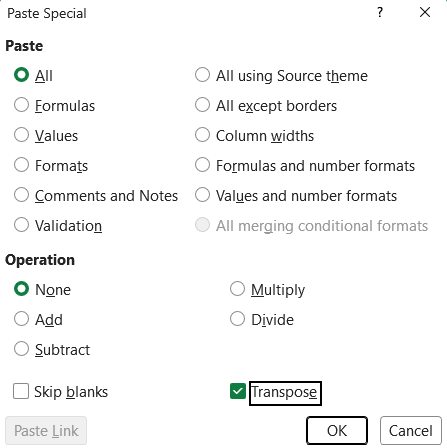 Paste Special ? ×
Paste
All All using Source theme
Formulas All except borders
Values Column widths
Formats Formulas and number formats
Comments and Notes Values and number formats
Validation All merging conditional formats
Operation
None Multiply
Add Divide
Subtract
Skip blanks Transpose
Paste Link OK Cancel